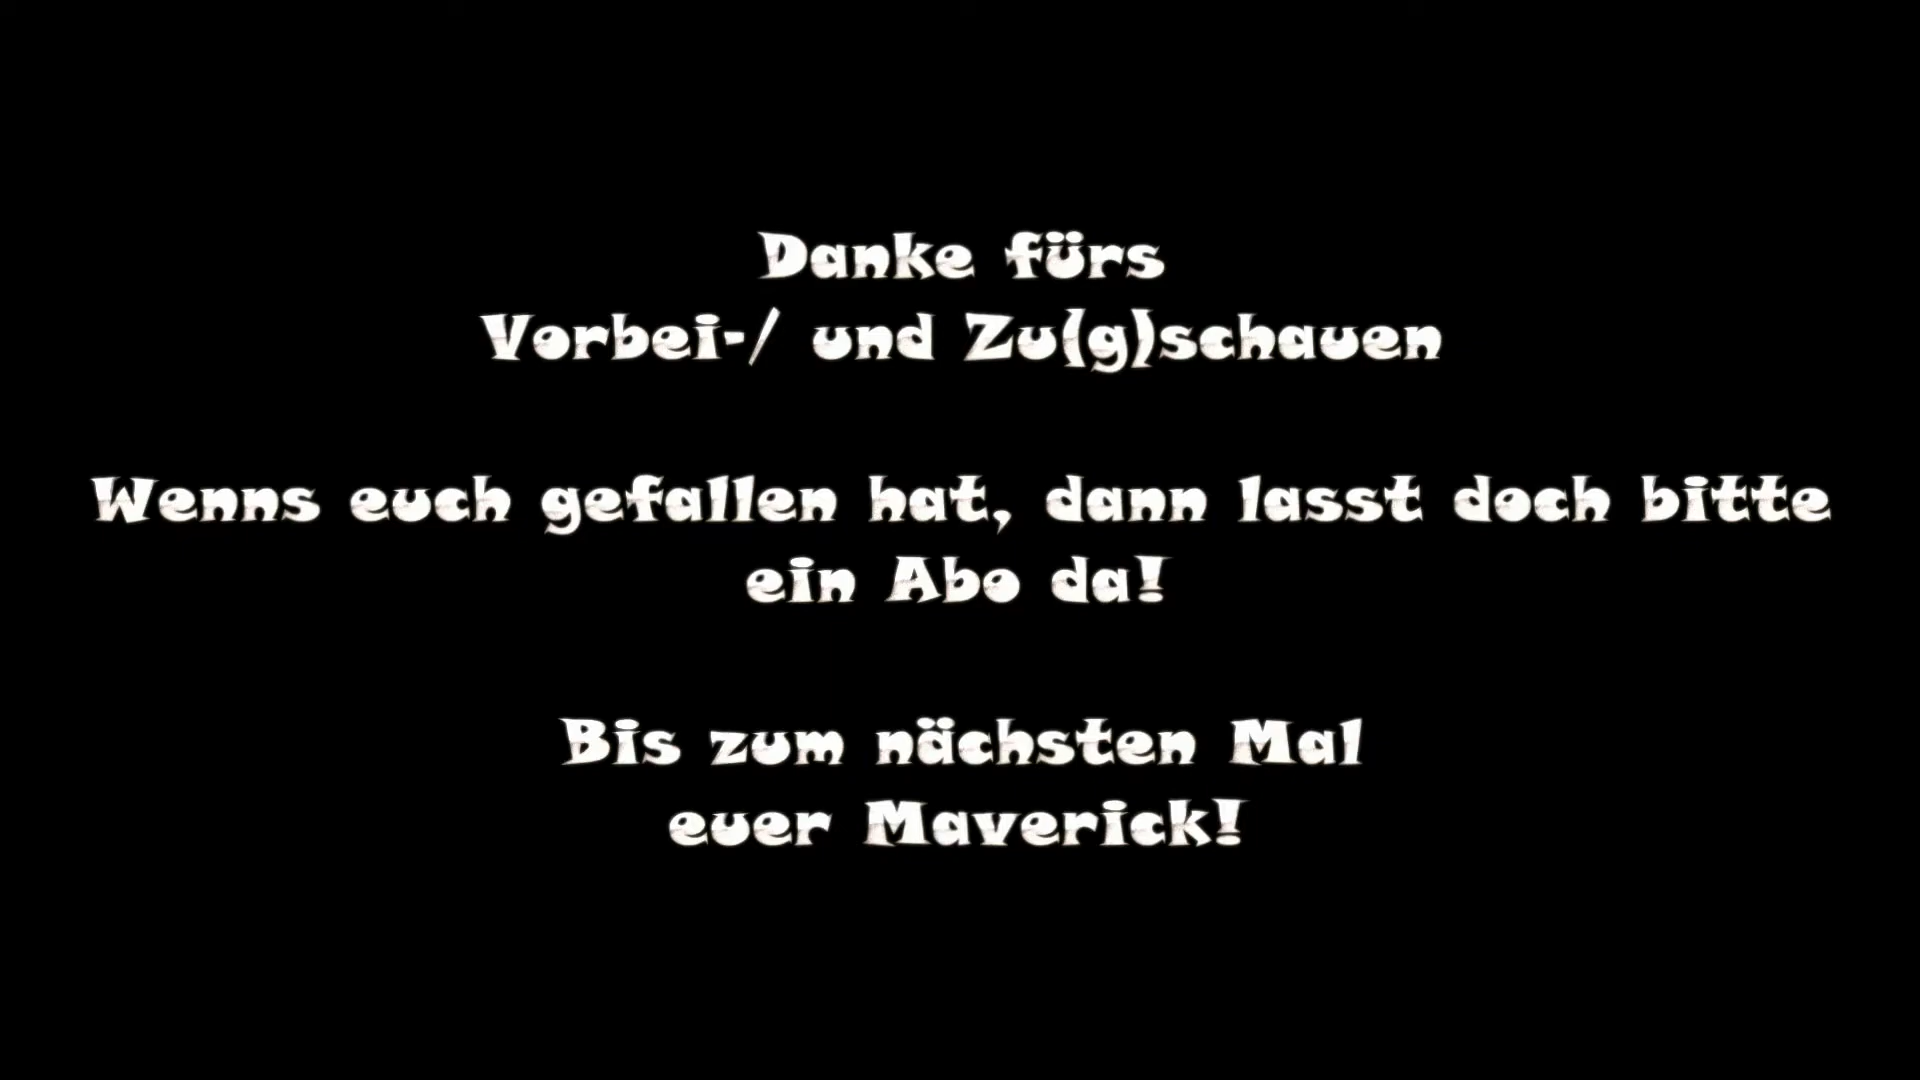 Danke fürs
Vorbei-/ und Zu(g)schauen
Wenns euch gefallen hat, dann lasst doch bitte
ein Abo da!
Bis zum nächsten Mal
euer Maverick!